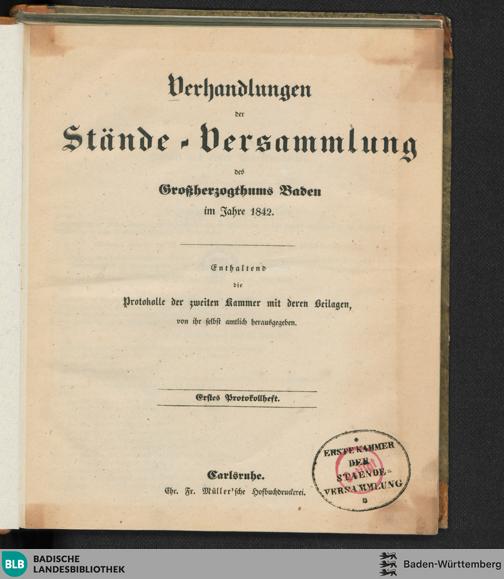 Verhandlungen
der
Stände-Versammlung
des
Großherzogthums Baden
im Jahre 1842.
Enthaltend
die
Protokolle der zweiten Kammer mit deren Beilagen,
von ihr selbst amtlich herausgegeben.
Erstes Protokollheft.
Carlsruhe.
Chr. Fr. Müller'sche Hofbuchdruckerei.
ERSTE KAMMER
DER
STAENDE-
VERSAMMLUNG
BLB
BADISCHE
LANDESBIBLIOTHEK
Baden-Württemberg